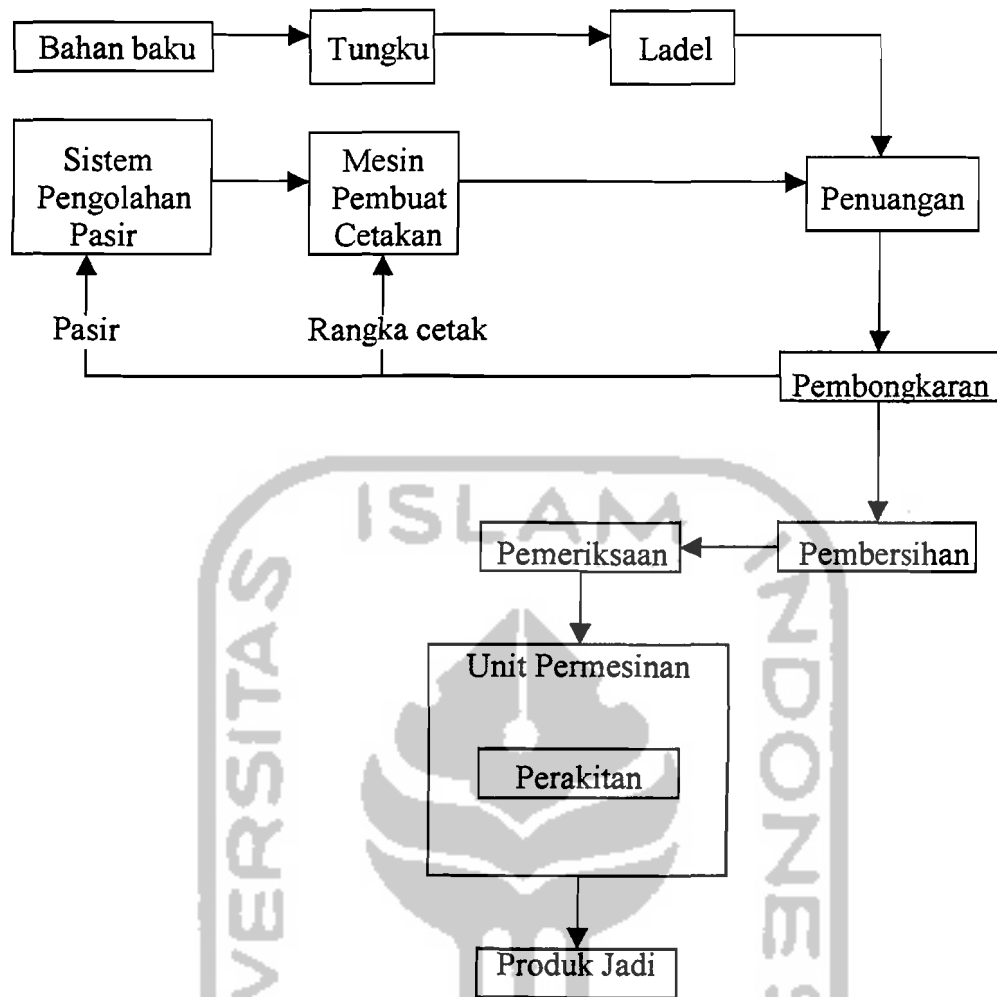 Bahan baku
Tungku
Ladel
Sistem
Pengolahan
Pasir
Mesin
Pembuat
Cetakan
Penuangan
Pasir
Rangka cetak
Pembongkaran
Pemeriksaan
Pembersihan
Unit Permesinan
Perakitan
Produk Jadi
ISLAM